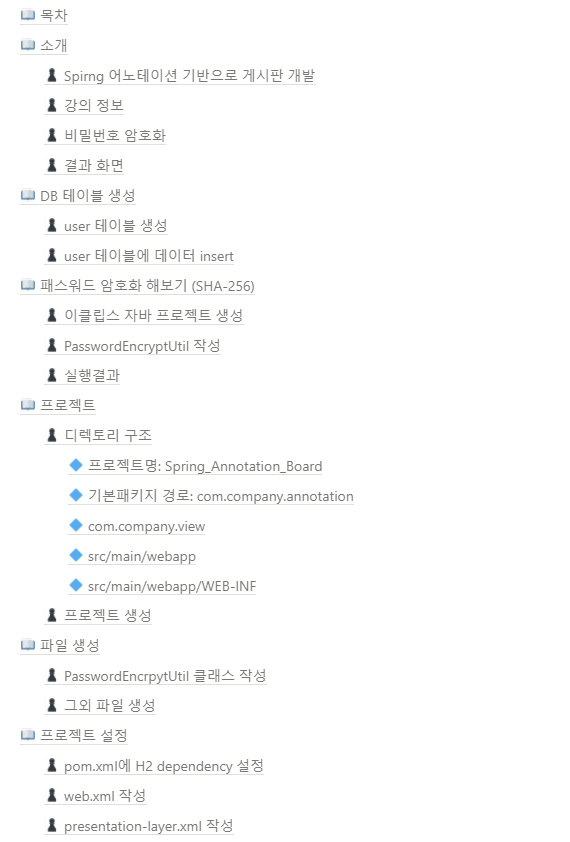 목차
소개
Spirng 어노테이션 기반으로 게시판 개발
강의 정보
비밀번호 암호화
결과 화면
DB 테이블 생성
user 테이블 생성
user 테이블에 데이터 insert
패스워드 암호화 해보기 (SHA-256)
이클립스 자바 프로젝트 생성
PasswordEncryptUtil 작성
실행결과
프로젝트
디렉토리 구조
프로젝트명: Spring_Annotation_Board
기본패키지 경로: com.company.annotation
com.company.view
src/main/webapp
src/main/webapp/WEB-INF
프로젝트 생성
파일 생성
PasswordEncrpytUtil 클래스 작성
그외 파일 생성
프로젝트 설정
pom.xml에 H2 dependency 설정
web.xml 작성
presentation-layer.xml 작성